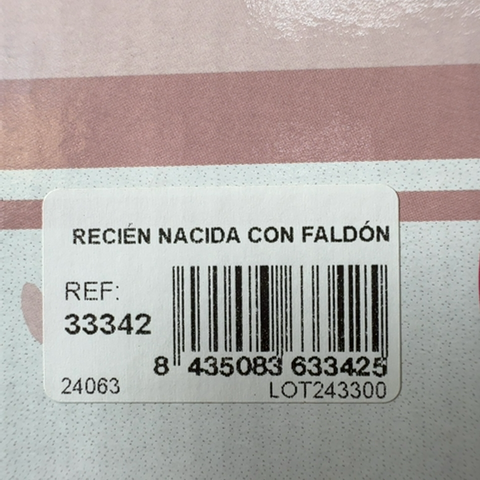 RECIÉN NACIDA CON FALDÓN
REF:
33342
8 435083 633425
24063
LOT243300